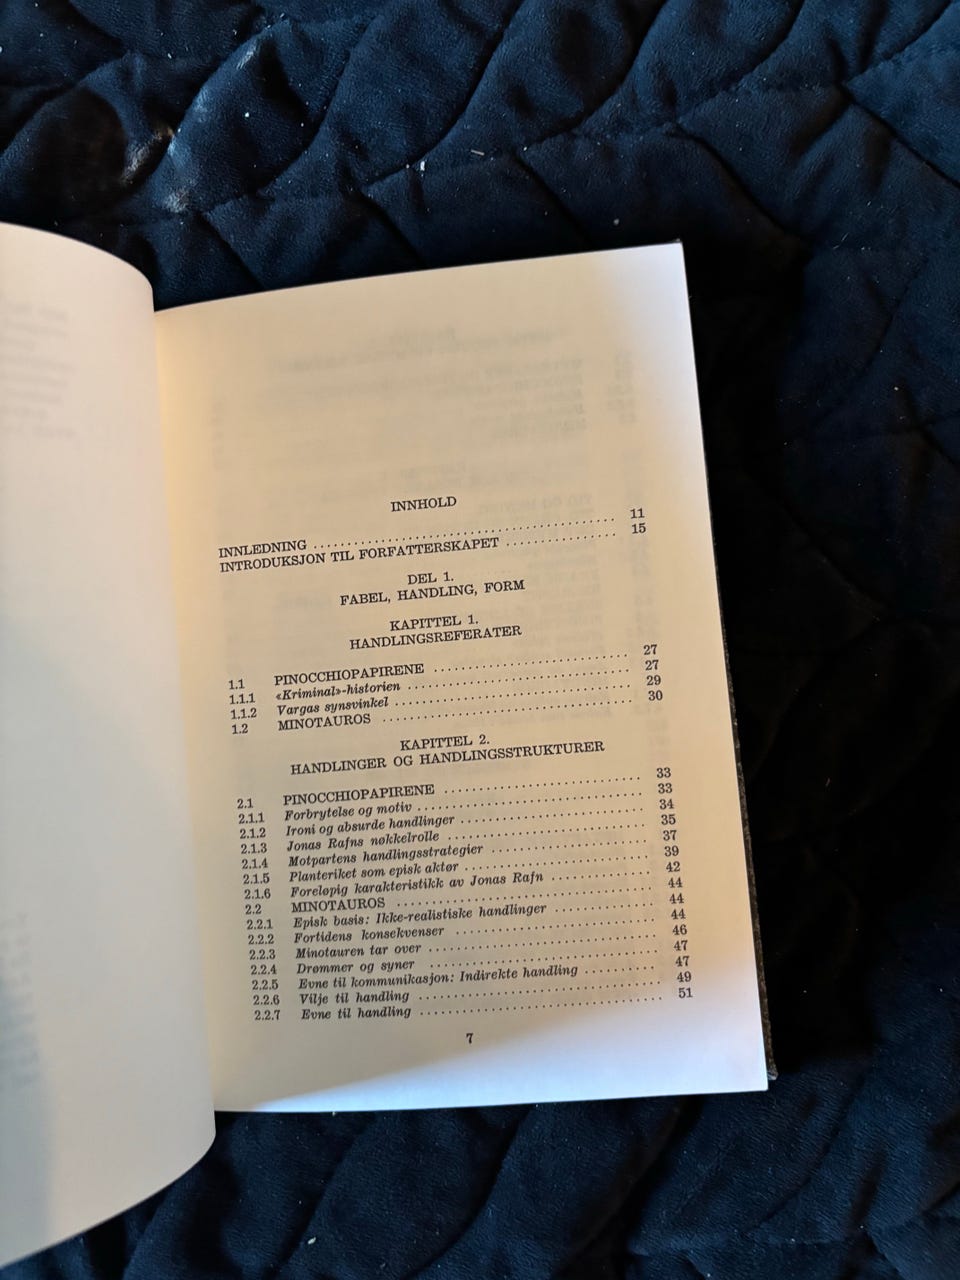 INNHOLD
INNLEDNING 11
INTRODUKSJON TIL FORFATTERSKAPET 15
DEL 1.
FABEL, HANDLING, FORM
KAPITTEL 1.
HANDLINGSREFERATER
1.1 PINOCCHIOPAPIRENE 27
1.1.1 «Kriminal»-historien 27
1.1.2 Vargas synsvinkel 29
1.2 MINOTAUROS 30
KAPITTEL 2.
HANDLINGER OG HANDLINGSSTRUKTURER
2.1 PINOCCHIOPAPIRENE 33
2.1.1 Forbrytelse og motiv 33
2.1.2 Ironi og absurde handlinger 34
2.1.3 Jonas Rafns nøkkelrolle 35
2.1.4 Motpartens handlingsstrategier 37
2.1.5 Planteriket som episk aktør 39
2.1.6 Foreløpig karakteristikk av Jonas Rafn 42
2.2 MINOTAUROS 44
2.2.1 Episk basis: Ikke-realistiske handlinger 44
2.2.2 Fortidens konsekvenser 44
2.2.3 Minotauren tar over 46
2.2.4 Drømmer og syner 47
2.2.5 Evne til kommunikasjon: Indirekte handling 47
2.2.6 Vilje til handling 49
2.2.7 Evne til handling 51
7